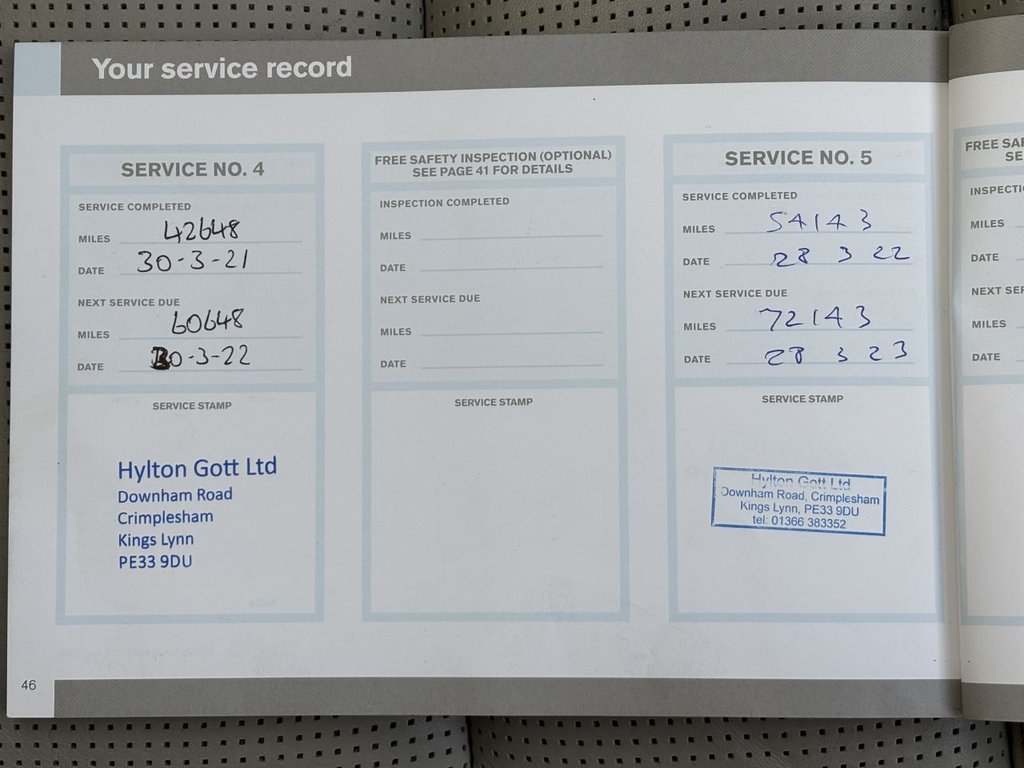 Your service record
SERVICE NO. 4
SERVICE COMPLETED
MILES 42648
DATE 30-3-21
NEXT SERVICE DUE
MILES 60648
DATE 30-3-22
SERVICE STAMP
Hylton Gott Ltd
Downham Road
Crimplesham
Kings Lynn
PE33 9DU
FREE SAFETY INSPECTION (OPTIONAL)
SEE PAGE 41 FOR DETAILS
INSPECTION COMPLETED
MILES
DATE
NEXT SERVICE DUE
MILES
DATE
SERVICE STAMP
SERVICE NO. 5
SERVICE COMPLETED
MILES 54143
DATE 28 3 22
NEXT SERVICE DUE
MILES 72143
DATE 28 3 23
SERVICE STAMP
Hylton Gott Ltd
Downham Road, Crimplesham
Kings Lynn, PE33 9DU
tel: 01366 383352
FREE
MILES
DATE
NEXT
MILES
DATE
46